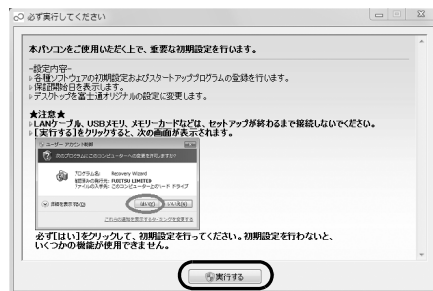 必ず実行してください
本パソコンをご使用いただく上で、重要な初期設定を行います。
-設定内容-
▷各種ソフトウェアの初期設定およびスタートアッププログラムの登録を行います。
▷保証開始日を表示します。
▷デスクトップを富士通オリジナルの設定に変更します。
★注意★
▷LANケーブル、USBメモリ、メモリーカードなどは、セットアップが終わるまで接続しないでください。
▷[実行する]をクリックすると、次の画面が表示されます。
ユーザー アカウント制御
次のプログラムにこのコンピューターへの変更を許可しますか?
プログラム名: Recovery Wizard
確認済みの発行元: FUJITSU LIMITED
ファイルの入手先: このコンピューター上のハード ドライブ
詳細を表示する(D)
はい(Y) いいえ(N)
これらの通知を表示するタイミングを変更する
必ず[はい]をクリックして、初期設定を行ってください。初期設定を行わないと、
いくつかの機能が使用できません。
実行する